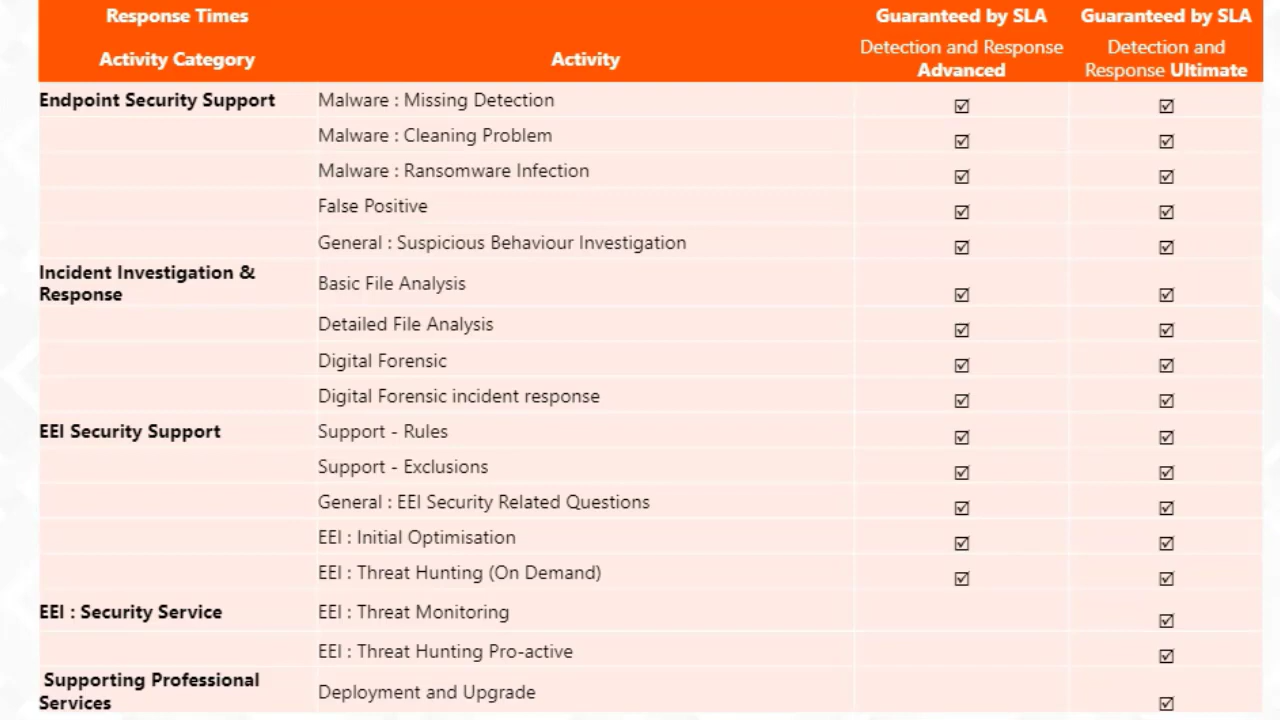 Response Times Guaranteed by SLA Guaranteed by SLA
Activity Category Activity Detection and Response Advanced Detection and Response Ultimate
Endpoint Security Support Malware : Missing Detection ☑ ☑
Malware : Cleaning Problem ☑ ☑
Malware : Ransomware Infection ☑ ☑
False Positive ☑ ☑
General : Suspicious Behaviour Investigation ☑ ☑
Incident Investigation & Response Basic File Analysis ☑ ☑
Detailed File Analysis ☑ ☑
Digital Forensic ☑ ☑
Digital Forensic incident response ☑ ☑
EEI Security Support Support - Rules ☑ ☑
Support - Exclusions ☑ ☑
General : EEI Security Related Questions ☑ ☑
EEI : Initial Optimisation ☑ ☑
EEI : Threat Hunting (On Demand) ☑ ☑
EEI : Security Service EEI : Threat Monitoring ☑
EEI : Threat Hunting Pro-active ☑
Supporting Professional Services Deployment and Upgrade ☑